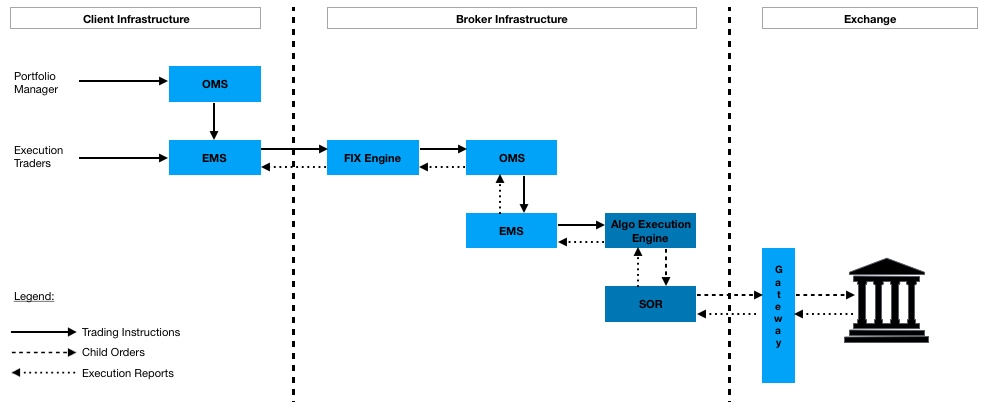 Client Infrastructure
Broker Infrastructure
Exchange
Portfolio
Manager
OMS
Execution
Traders
EMS
FIX Engine
OMS
EMS
Algo Execution
Engine
SOR
Gateway
Legend:
Trading Instructions
Child Orders
Execution Reports